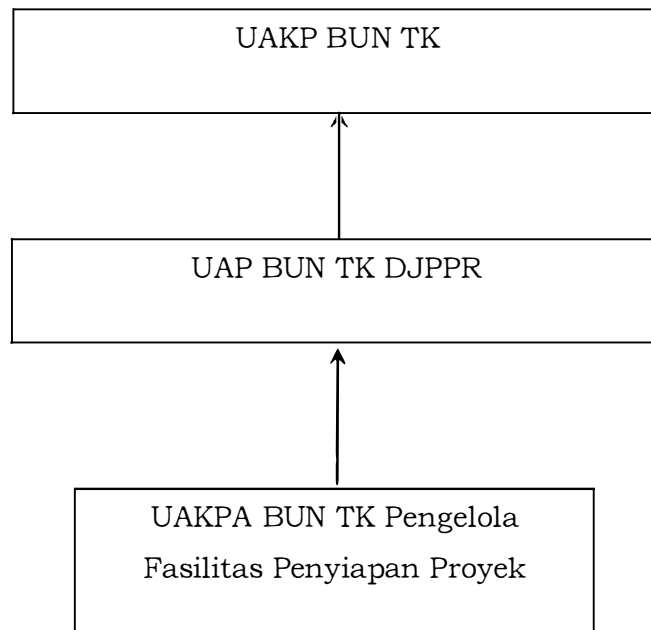 UAKP BUN TK
UAP BUN TK DJPPR
UAKPA BUN TK Pengelola
Fasilitas Penyiapan Proyek